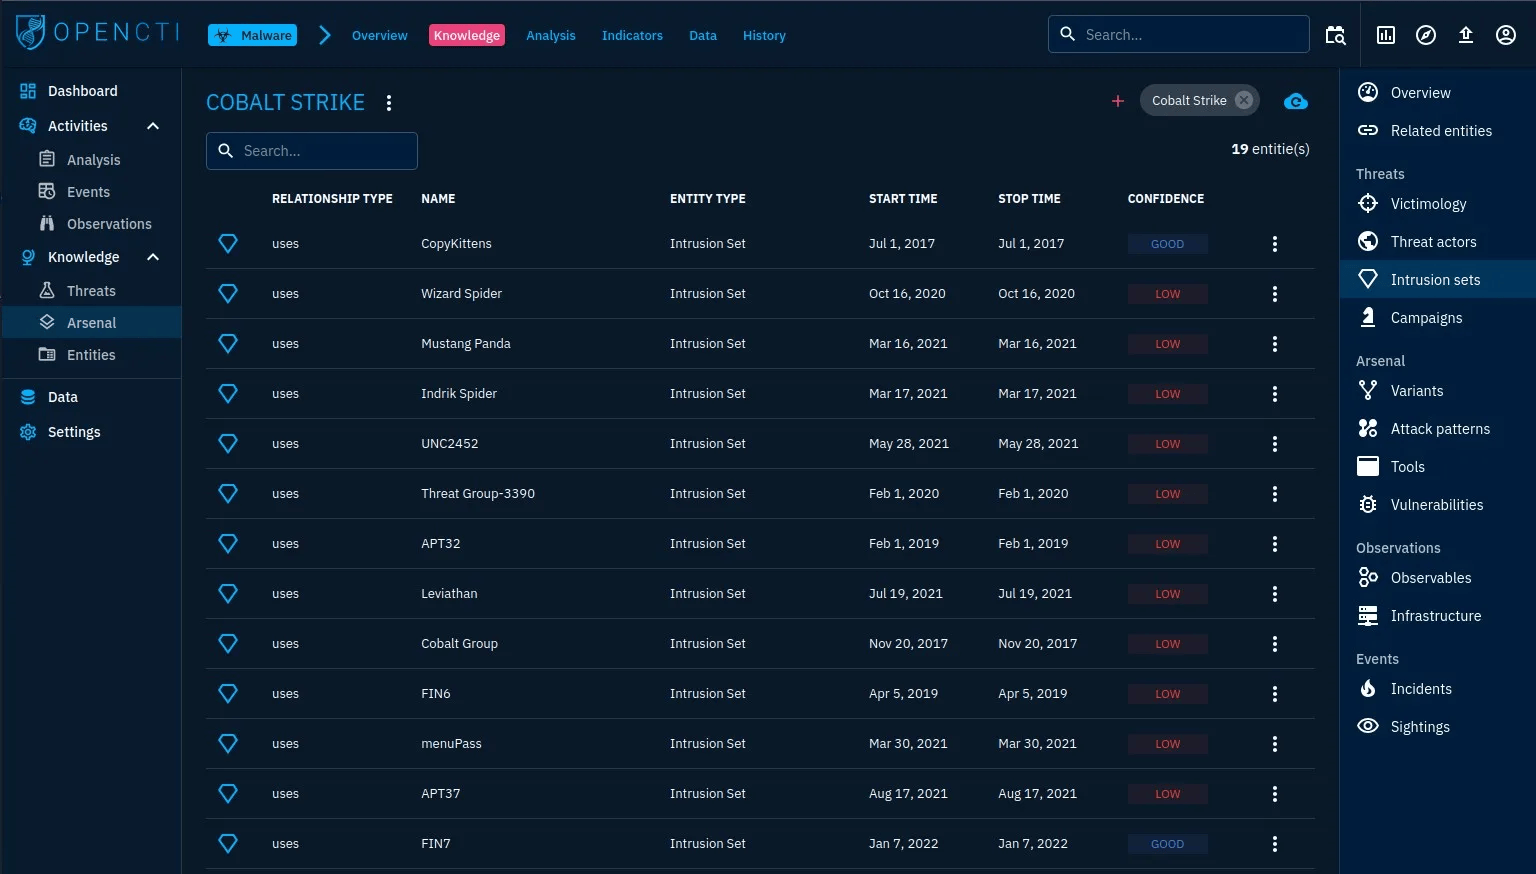 OPENCTI
Malware
Overview
Knowledge
Analysis
Indicators
Data
History
Search...
Dashboard
Activities
Analysis
Events
Observations
Knowledge
Threats
Arsenal
Entities
Data
Settings
COBALT STRIKE
Cobalt Strike
Search...
19 entitie(s)
RELATIONSHIP TYPE NAME ENTITY TYPE START TIME STOP TIME CONFIDENCE
uses CopyKittens Intrusion Set Jul 1, 2017 Jul 1, 2017 GOOD
uses Wizard Spider Intrusion Set Oct 16, 2020 Oct 16, 2020 LOW
uses Mustang Panda Intrusion Set Mar 16, 2021 Mar 16, 2021 LOW
uses Indrik Spider Intrusion Set Mar 17, 2021 Mar 17, 2021 LOW
uses UNC2452 Intrusion Set May 28, 2021 May 28, 2021 LOW
uses Threat Group-3390 Intrusion Set Feb 1, 2020 Feb 1, 2020 LOW
uses APT32 Intrusion Set Feb 1, 2019 Feb 1, 2019 LOW
uses Leviathan Intrusion Set Jul 19, 2021 Jul 19, 2021 LOW
uses Cobalt Group Intrusion Set Nov 20, 2017 Nov 20, 2017 LOW
uses FIN6 Intrusion Set Apr 5, 2019 Apr 5, 2019 LOW
uses menuPass Intrusion Set Mar 30, 2021 Mar 30, 2021 LOW
uses APT37 Intrusion Set Aug 17, 2021 Aug 17, 2021 LOW
uses FIN7 Intrusion Set Jan 7, 2022 Jan 7, 2022 GOOD
Overview
Related entities
Threats
Victimology
Threat actors
Intrusion sets
Campaigns
Arsenal
Variants
Attack patterns
Tools
Vulnerabilities
Observations
Observables
Infrastructure
Events
Incidents
Sightings